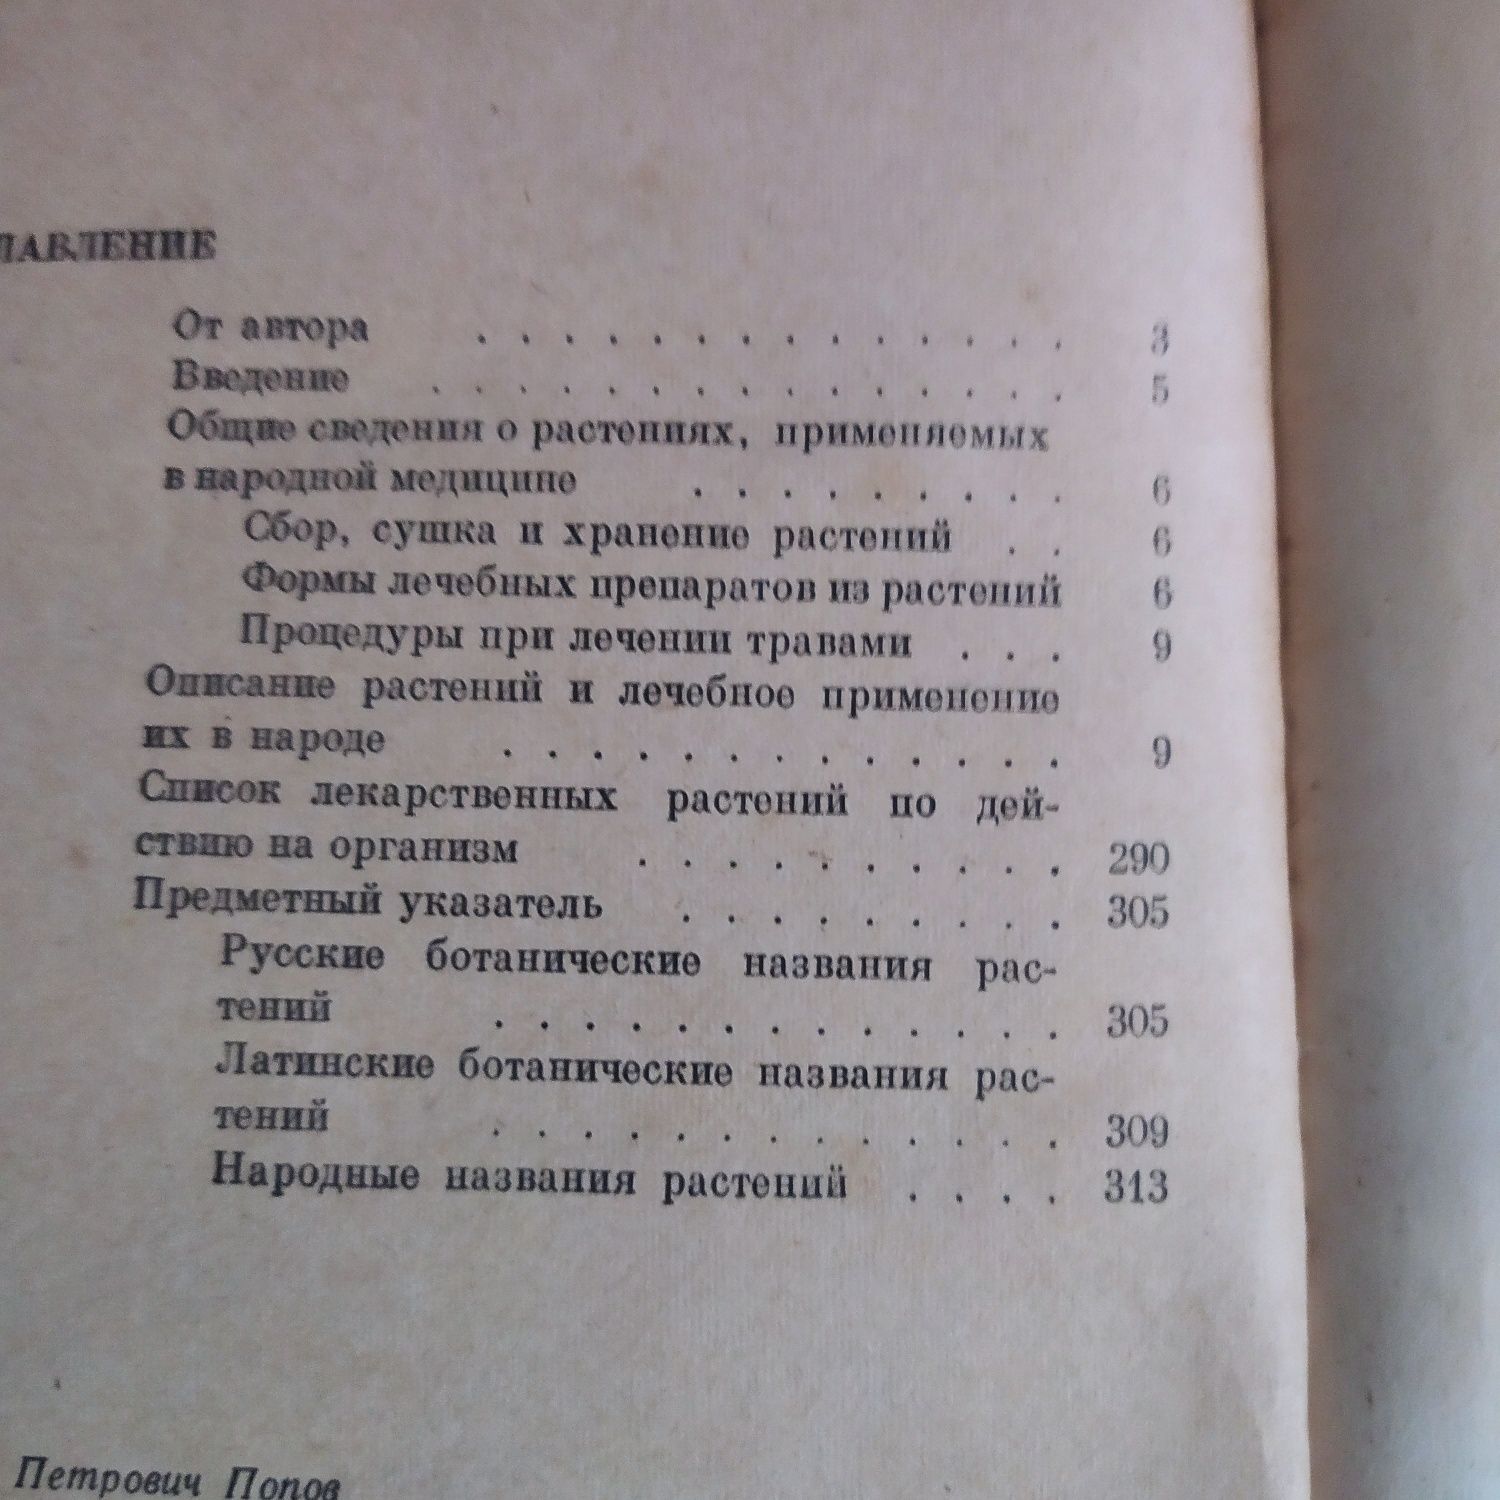 ЛАВЛЕНИЕ
От автора . . . . . . . . . . . . . . 3
Введение . . . . . . . . . . . . . . . 5
Общие сведения о растениях, применяемых
в народной медицине . . . . . . . . . 6
Сбор, сушка и хранение растений . . 6
Формы лечебных препаратов из растений 6
Процедуры при лечении травами . . . 9
Описание растений и лечебное применение
их в народе . . . . . . . . . . . . . 9
Список лекарственных растений по дей-
ствию на организм . . . . . . . . . . 290
Предметный указатель . . . . . . . . . 305
Русские ботанические названия рас-
тений . . . . . . . . . . . . . 305
Латинские ботанические названия рас-
тений . . . . . . . . . . . . . 309
Народные названия растений . . . . 313
Петрович Попов